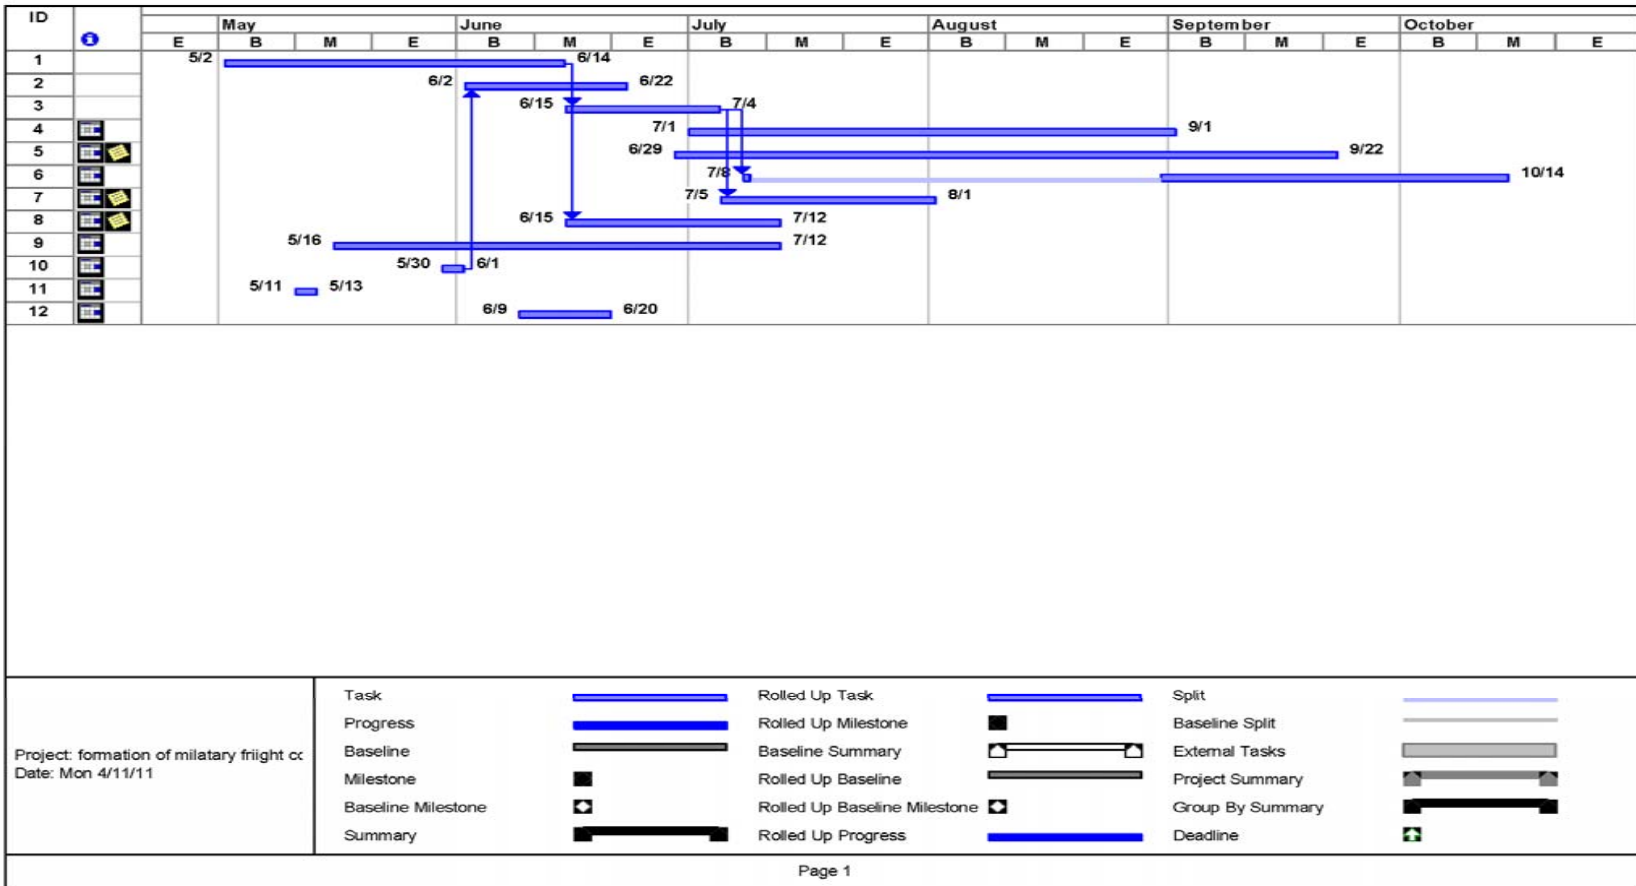 ID
May June July August September October
E B M E B M E B M E B M E B M E B M E
1 5/2 6/14
2 6/2 6/22
3 6/15 7/4
4 7/1 9/1
5 6/29 9/22
6 7/8 10/14
7 7/5 8/1
8 6/15 7/12
9 5/16 7/12
10 5/30 6/1
11 5/11 5/13
12 6/9 6/20
Project: formation of milatary friight cc
Date: Mon 4/11/11
Task Rolled Up Task Split
Progress Rolled Up Milestone Baseline Split
Baseline Baseline Summary External Tasks
Milestone Rolled Up Baseline Project Summary
Baseline Milestone Rolled Up Baseline Milestone Group By Summary
Summary Rolled Up Progress Deadline
Page 1